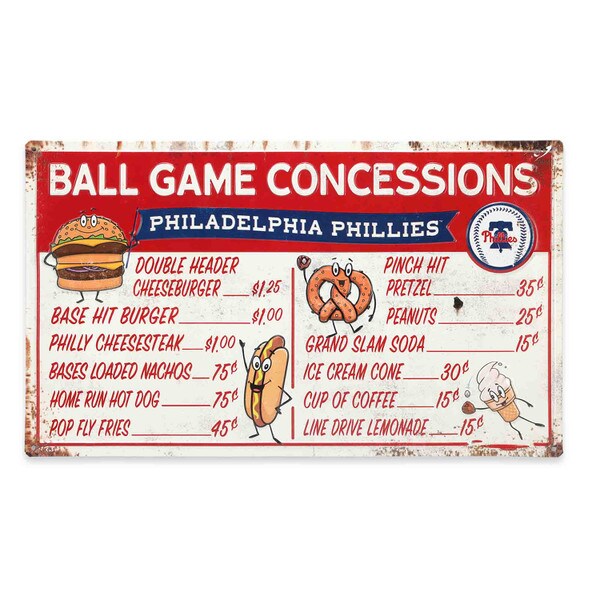 BALL GAME CONCESSIONS
PHILADELPHIA PHILLIES
Phillies
DOUBLE HEADER
CHEESEBURGER $1.25
BASE HIT BURGER $1.00
PHILLY CHEESESTEAK $1.00
BASES LOADED NACHOS 75¢
HOME RUN HOT DOG 75¢
POP FLY FRIES 45¢
PINCH HIT
PRETZEL 35¢
PEANUTS 25¢
GRAND SLAM SODA 15¢
ICE CREAM CONE 30¢
CUP OF COFFEE 15¢
LINE DRIVE LEMONADE 15¢